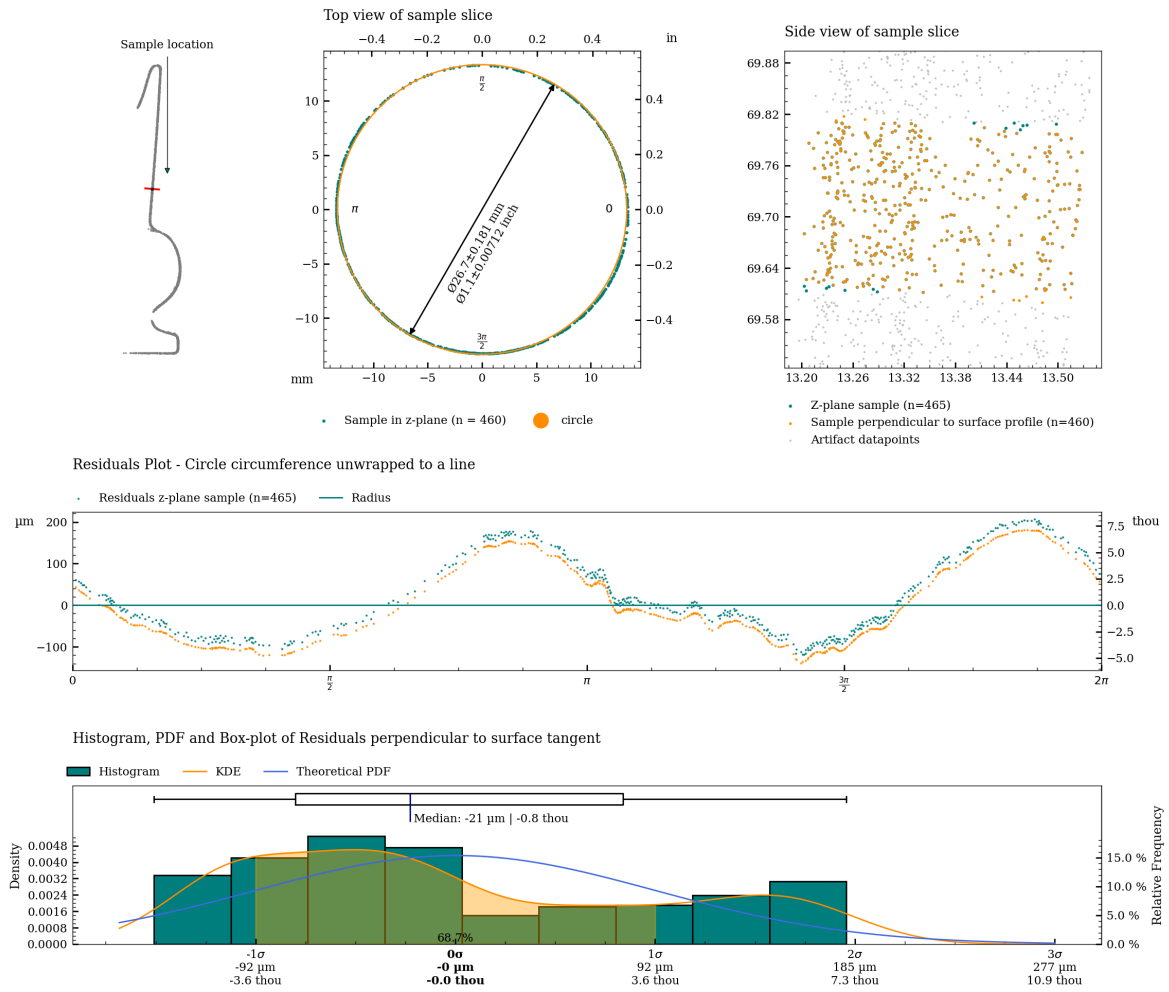 Top view of sample slice
Side view of sample slice
Sample location
−0.4 −0.2 0.0 0.2 0.4 in
π/2
π
0
3π/2
Ø26.7±0.181 mm
Ø1.1±0.00712 inch
10
5
0
−5
−10
0.4
0.2
0.0
−0.2
−0.4
mm −10 −5 0 5 10
69.88
69.82
69.76
69.70
69.64
69.58
13.20 13.26 13.32 13.38 13.44 13.50
Sample in z-plane (n = 460) circle
Z-plane sample (n=465)
Sample perpendicular to surface profile (n=460)
Artifact datapoints
Residuals Plot - Circle circumference unwrapped to a line
Residuals z-plane sample (n=465) Radius
µm 200
100
0
−100
7.5 thou
5.0
2.5
0.0
−2.5
−5.0
0 π/2 π 3π/2 2π
Histogram, PDF and Box-plot of Residuals perpendicular to surface tangent
Histogram KDE Theoretical PDF
Median: -21 µm | -0.8 thou
Density
0.0048
0.0040
0.0032
0.0024
0.0016
0.0008
0.0000
Relative Frequency
15.0 %
10.0 %
5.0 %
0.0 %
68.7%
-1σ 0σ 1σ 2σ 3σ
-92 µm -0 µm 92 µm 185 µm 277 µm
-3.6 thou -0.0 thou 3.6 thou 7.3 thou 10.9 thou